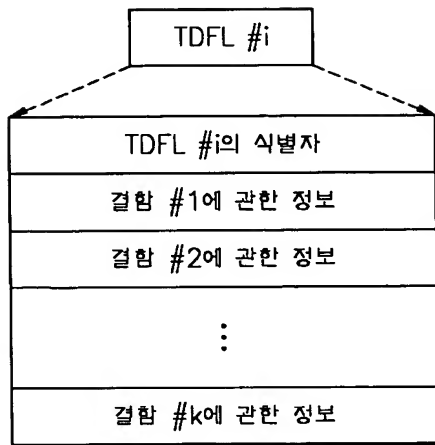 TDFL #i
TDFL #i의 식별자
결함 #1에 관한 정보
결함 #2에 관한 정보
⋮
결함 #k에 관한 정보